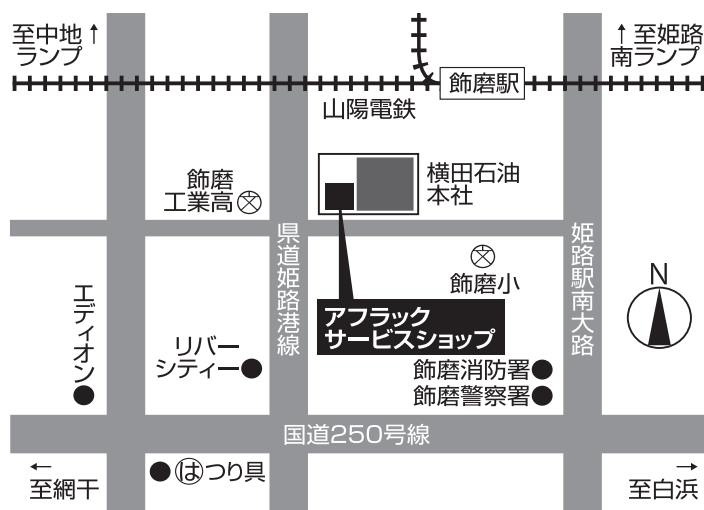 至中地↑
ランプ
↑至姫路
南ランプ
飾磨駅
山陽電鉄
飾磨
工業高文
横田石油
本社
県道姫路港線
姫路駅南大路
文
飾磨小
N
エディオン
アフラック
サービスショップ
リバー
シティー
飾磨消防署
飾磨警察署
国道250号線
←
至網干
はつり具
→
至白浜